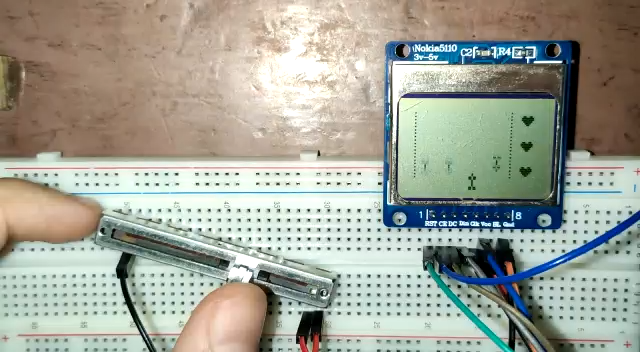 Nokia5110
3v-5v
C2
R4
1
8
RST CE DC Din Clk Vcc BL Gnd